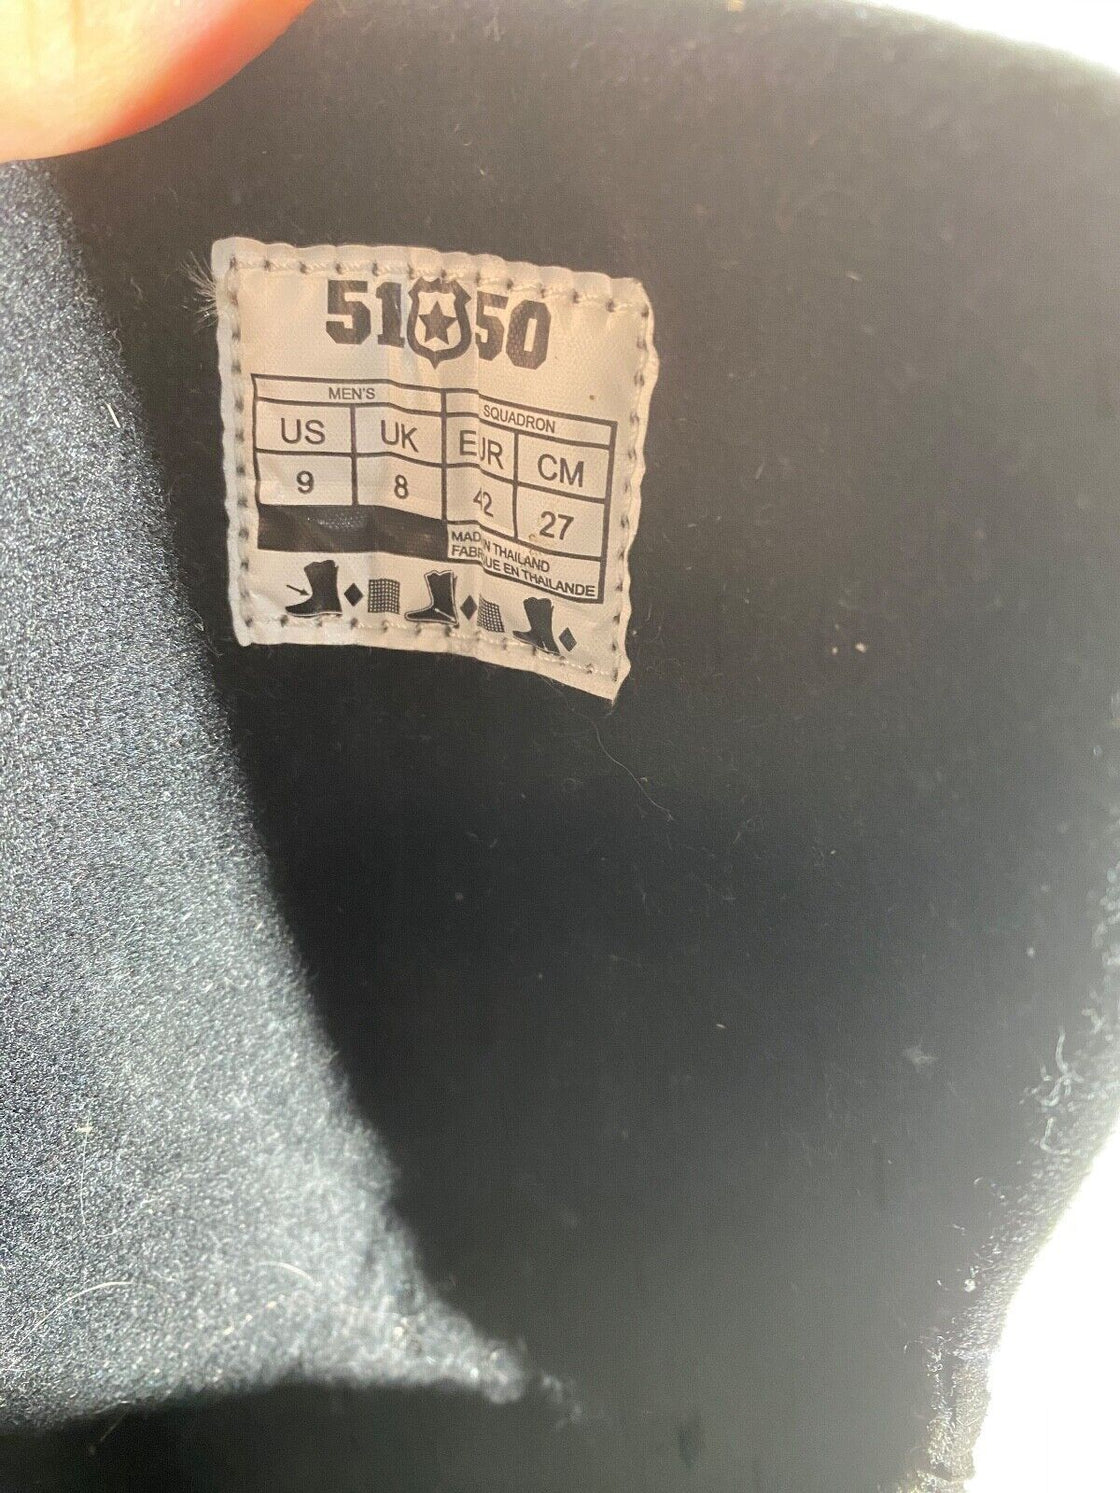 51 50
MEN'S SQUADRON
US UK EUR CM
9 8 42 27
MADE IN THAILAND
FABRIQUE EN THAILANDE